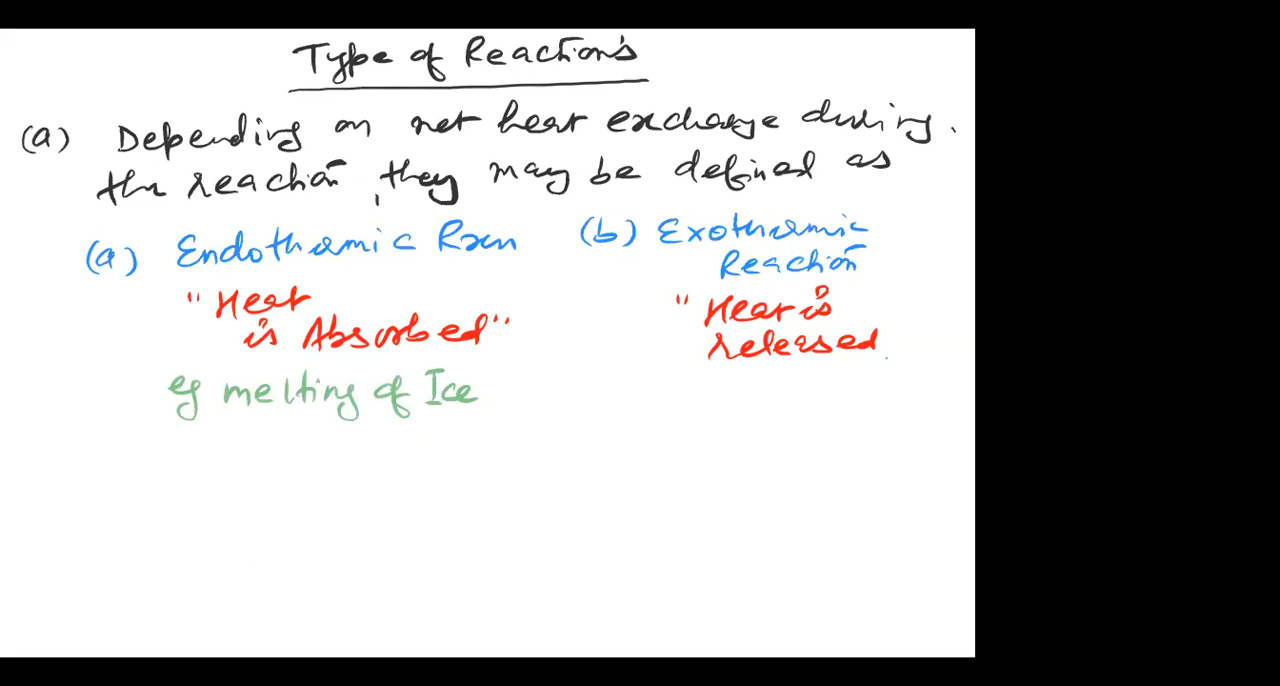 Type of Reactions
(a) Depending on net heat exchange during.
the reaction, they may be defined as
(a) Endothermic Rxn
(b) Exothermic
Reaction
"Heat
is Absorbed"
"Heat is
released
eg melting of Ice